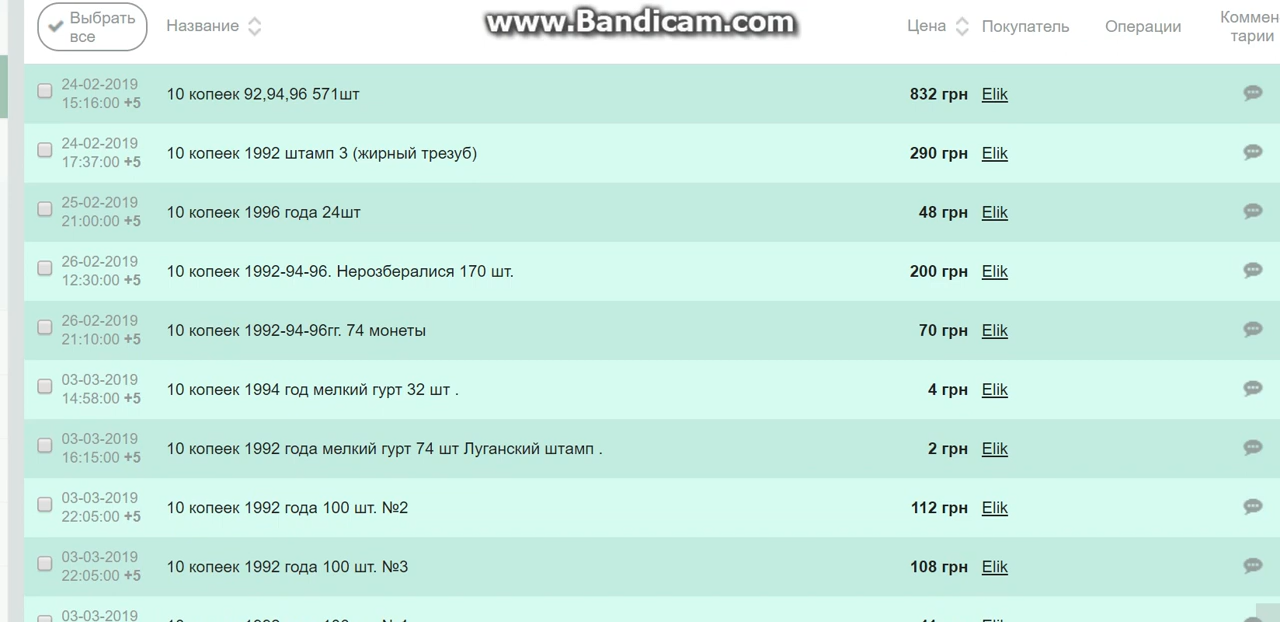 Выбрать
все
Название
www.Bandicam.com
Цена
Покупатель
Операции
Коммен
тарии
24-02-2019
15:16:00 +5
10 копеек 92,94,96 571шт
832 грн
Elik
24-02-2019
17:37:00 +5
10 копеек 1992 штамп 3 (жирный трезуб)
290 грн
Elik
25-02-2019
21:00:00 +5
10 копеек 1996 года 24шт
48 грн
Elik
26-02-2019
12:30:00 +5
10 копеек 1992-94-96. Нерозбералися 170 шт.
200 грн
Elik
26-02-2019
21:10:00 +5
10 копеек 1992-94-96гг. 74 монеты
70 грн
Elik
03-03-2019
14:58:00 +5
10 копеек 1994 год мелкий гурт 32 шт .
4 грн
Elik
03-03-2019
16:15:00 +5
10 копеек 1992 года мелкий гурт 74 шт Луганский штамп .
2 грн
Elik
03-03-2019
22:05:00 +5
10 копеек 1992 года 100 шт. №2
112 грн
Elik
03-03-2019
22:05:00 +5
10 копеек 1992 года 100 шт. №3
108 грн
Elik
03-03-2019